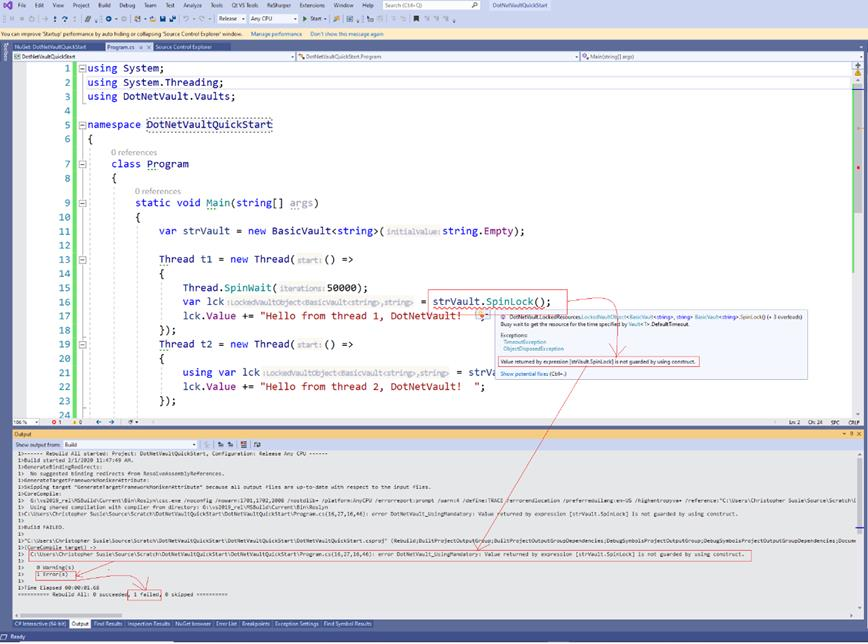 File Edit View Project Build Debug Team Test Analyze Tools Qt VS Tools ReSharper Extensions Window Help Search (Ctrl+Q) DotNetVaultQuickStart
Release Any CPU Start
You can improve 'Startup' performance by auto hiding or collapsing 'Source Control Explorer' window. Manage performance Don't show this message again
NuGet: DotNetVaultQuickStart Program.cs Source Control Explorer
Toolbox
DotNetVaultQuickStart DotNetVaultQuickStart.Program Main(string[] args)
1 using System;
2 using System.Threading;
3 using DotNetVault.Vaults;
4
5 namespace DotNetVaultQuickStart
6 {
0 references
7 class Program
8 {
0 references
9 static void Main(string[] args)
10 {
11 var strVault = new BasicVault<string>(initialvalue: string.Empty);
12
13 Thread t1 = new Thread(start: () =>
14 {
15 Thread.SpinWait(iterations: 50000);
16 var lck :LockedVaultObject<BasicVault<string>,string> = strVault.SpinLock();
17 lck.Value += "Hello from thread 1, DotNetVault! ";
18 });
19 Thread t2 = new Thread(start: () =>
20 {
21 using var lck :LockedVaultObject<BasicVault<string>,string> = strVa
22 lck.Value += "Hello from thread 2, DotNetVault!  ";
23 });
24
DotNetVault.LockedResources.LockedVaultObject<BasicVault<string>, string> BasicVault<string>.SpinLock() (+ 3 overloads)
Busy wait to get the resource for the time specified by Vault<T>.DefaultTimeout.
Exceptions:
TimeoutException
ObjectDisposedException
Value returned by expression [strVault.SpinLock] is not guarded by using construct.
Show potential fixes (Ctrl+.)
106 % 1 0 Ln: 2 Ch: 24 SPC CRLF
Output
Show output from: Build
1>------ Rebuild All started: Project: DotNetVaultQuickStart, Configuration: Release Any CPU ------
1>Build started 2/1/2020 11:47:49 AM.
1>GenerateBindingRedirects:
1> No suggested binding redirects from ResolveAssemblyReferences.
1>GenerateTargetFrameworkMonikerAttribute:
1>Skipping target "GenerateTargetFrameworkMonikerAttribute" because all output files are up-to-date with respect to the input files.
1>CoreCompile:
1> C:\vs2019_rel\MSBuild\Current\Bin\Roslyn\csc.exe /noconfig /nowarn:1701,1702,2008 /nostdlib+ /platform:AnyCPU /errorreport:prompt /warn:4 /define:TRACE /errorendlocation /preferreduilang:en-US /highentropyva+ /reference:"C:\Users\Christopher Susie\Source\Scratch\D
1> Using shared compilation with compiler from directory: C:\vs2019_rel\MSBuild\Current\Bin\Roslyn
1>C:\Users\Christopher Susie\Source\Scratch\DotNetVaultQuickStart\DotNetVaultQuickStart\Program.cs(16,27,16,46): error DotNetVault_UsingMandatory: Value returned by expression [strVault.SpinLock] is not guarded by using construct.
1>
1>Build FAILED.
1>
1>"C:\Users\Christopher Susie\Source\Scratch\DotNetVaultQuickStart\DotNetVaultQuickStart.csproj" (Rebuild;BuiltProjectOutputGroup;BuiltProjectOutputGroupDependencies;DebugSymbolsProjectOutputGroup;DebugSymbolsProjectOutputGroupDependencies;Docume
1>(CoreCompile target) ->
1> C:\Users\Christopher Susie\Source\Scratch\DotNetVaultQuickStart\DotNetVaultQuickStart\Program.cs(16,27,16,46): error DotNetVault_UsingMandatory: Value returned by expression [strVault.SpinLock] is not guarded by using construct.
1>
1> 0 Warning(s)
1> 1 Error(s)
1>
1>Time Elapsed 00:00:01.68
========== Rebuild All: 0 succeeded, 1 failed, 0 skipped ==========
C# Interactive (64-bit) Output Find Results Inspection Results NuGet browser Error List Breakpoints Exception Settings Find Symbol Results
Ready